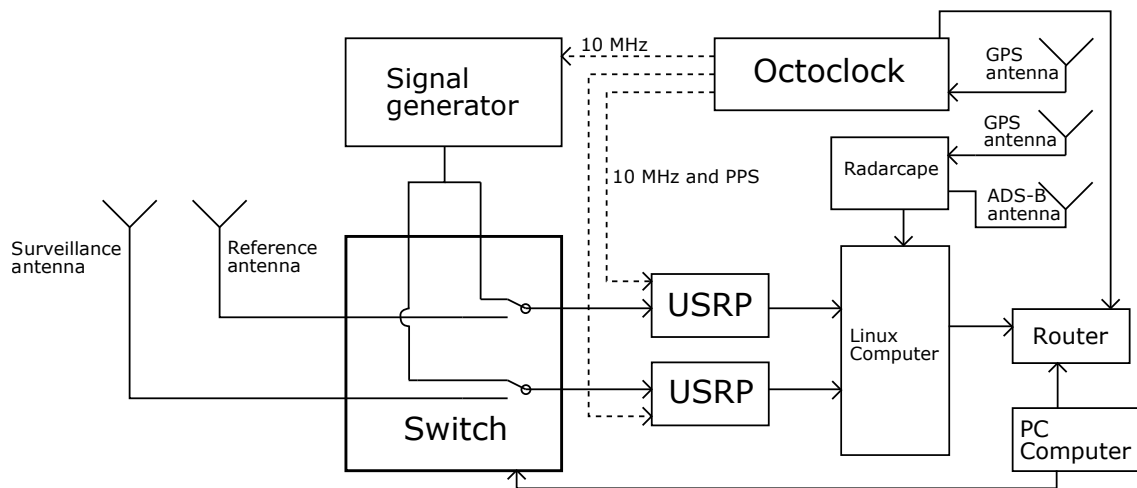 10 MHz
Signal
generator
Octoclock
GPS
antenna
GPS
antenna
10 MHz and PPS
Radarcape
ADS-B
antenna
Surveillance
antenna
Reference
antenna
USRP
Linux
Computer
Router
USRP
Switch
PC
Computer